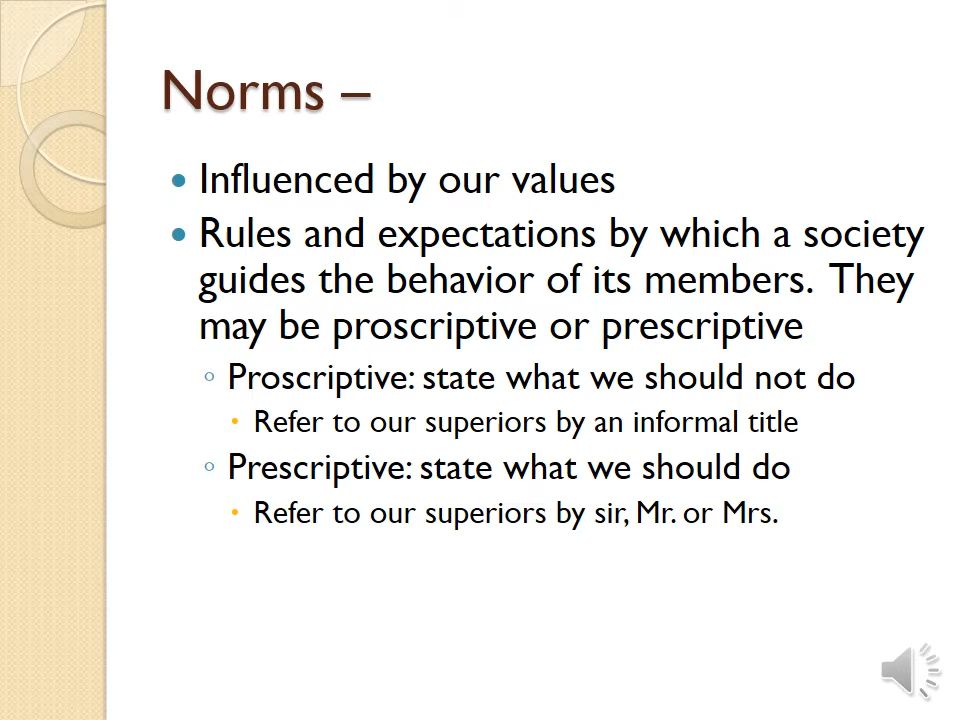 Norms –
• Influenced by our values
• Rules and expectations by which a society
guides the behavior of its members.  They
may be proscriptive or prescriptive
◦ Proscriptive: state what we should not do
• Refer to our superiors by an informal title
◦ Prescriptive: state what we should do
• Refer to our superiors by sir, Mr. or Mrs.